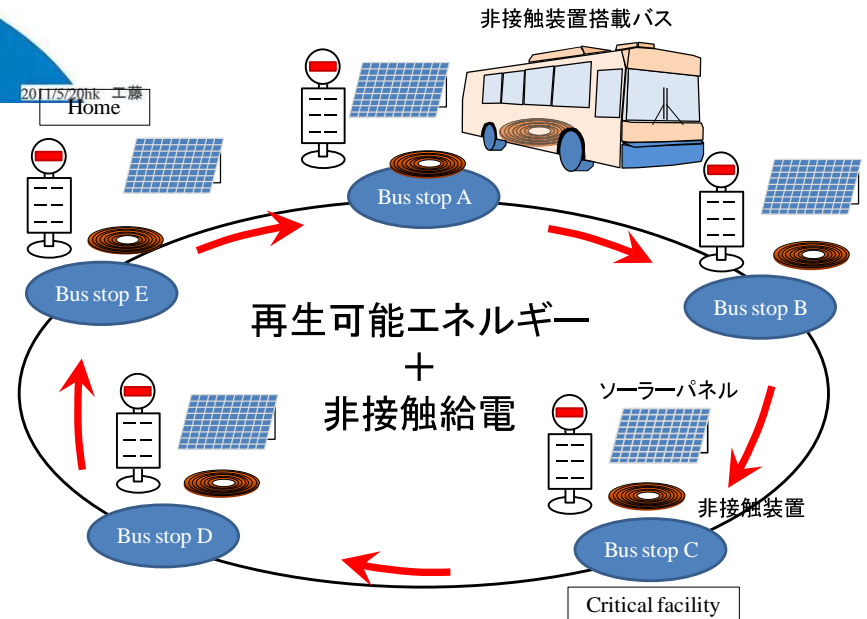 非接触装置搭載バス
2011/5/20hk 工藤
Home
Bus stop A
Bus stop E
Bus stop B
再生可能エネルギー
＋
非接触給電
ソーラーパネル
非接触装置
Bus stop D
Bus stop C
Critical facility